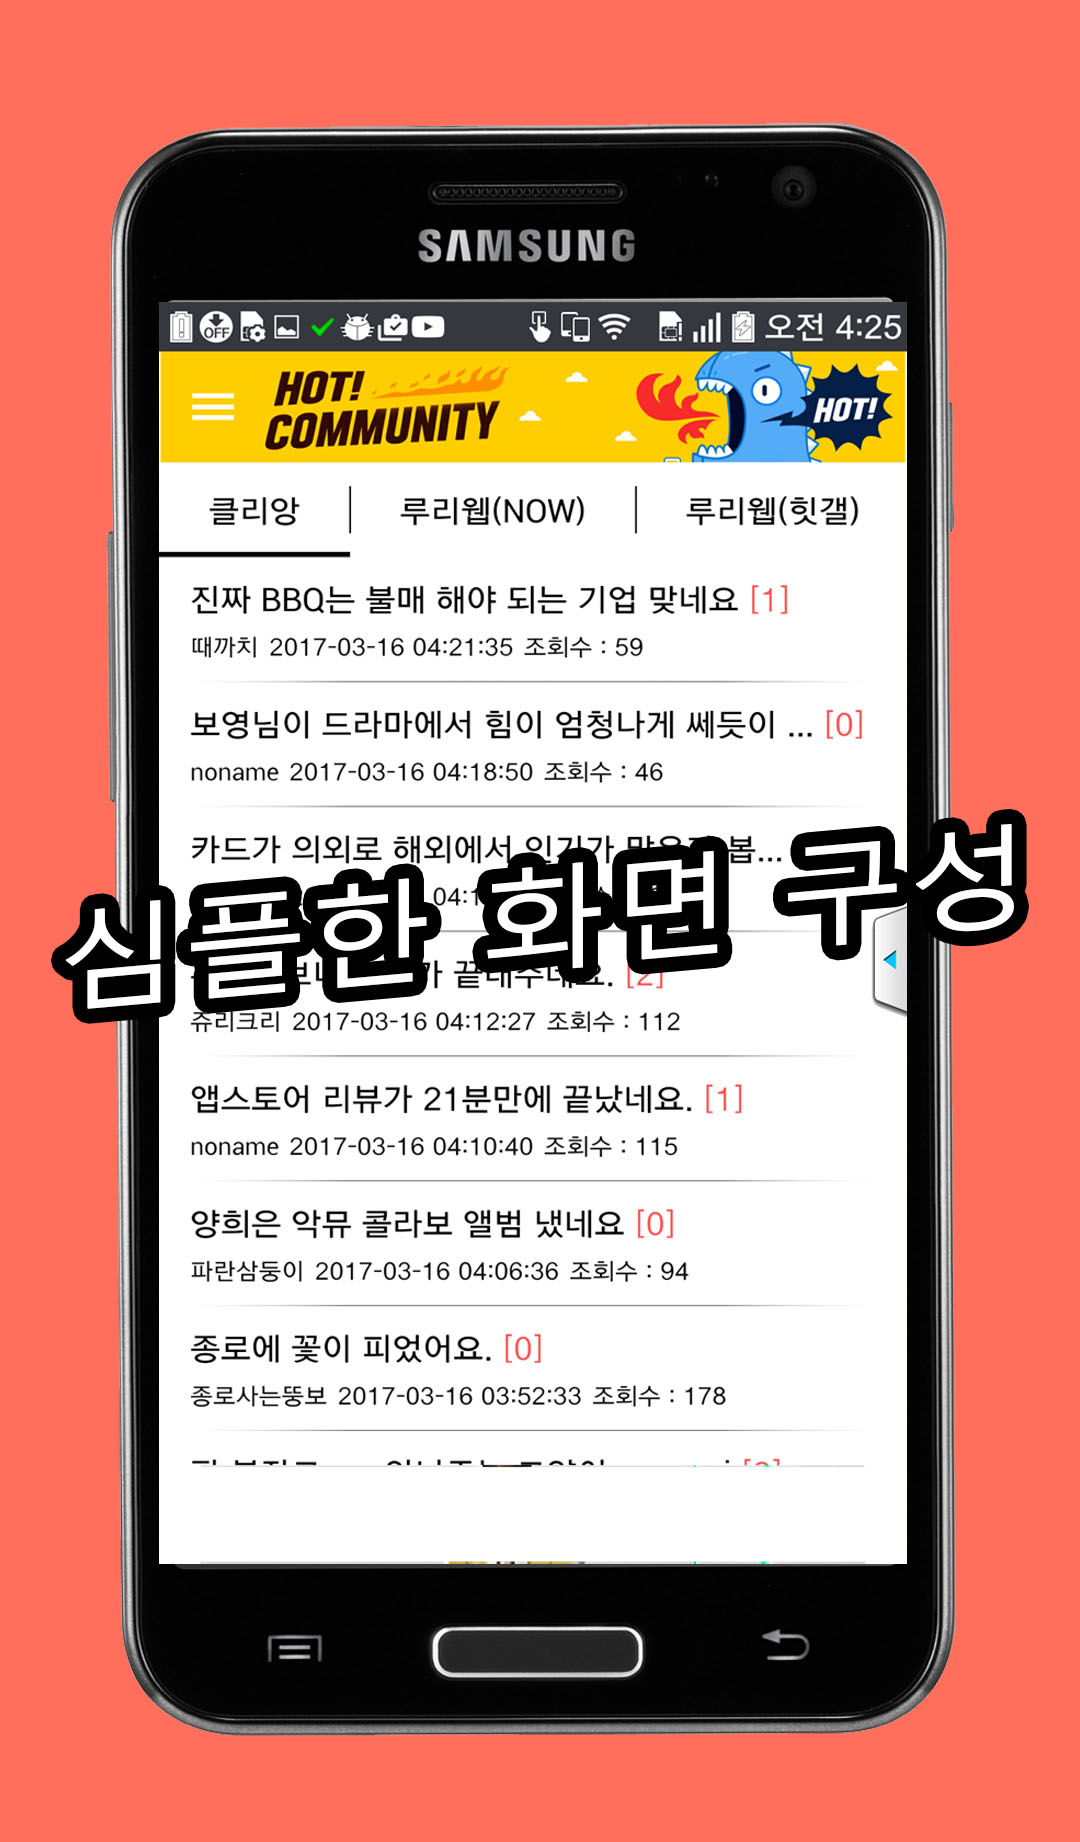 SAMSUNG
OFF
오전 4:25
HOT!
COMMUNITY
HOT!
클리앙
루리웹(NOW)
루리웹(힛갤)
진짜 BBQ는 불매 해야 되는 기업 맞네요 [1]
때까치 2017-03-16 04:21:35 조회수 : 59
보영님이 드라마에서 힘이 엄청나게 쎄듯이 ... [0]
noname 2017-03-16 04:18:50 조회수 : 46
카드가 의외로 해외에서 인기가
심플한 화면 구성
[2]
쥬리크리 2017-03-16 04:12:27 조회수 : 112
앱스토어 리뷰가 21분만에 끝났네요. [1]
noname 2017-03-16 04:10:40 조회수 : 115
양희은 악뮤 콜라보 앨범 냈네요 [0]
파란삼둥이 2017-03-16 04:06:36 조회수 : 94
종로에 꽃이 피었어요. [0]
종로사는뚱보 2017-03-16 03:52:33 조회수 : 178